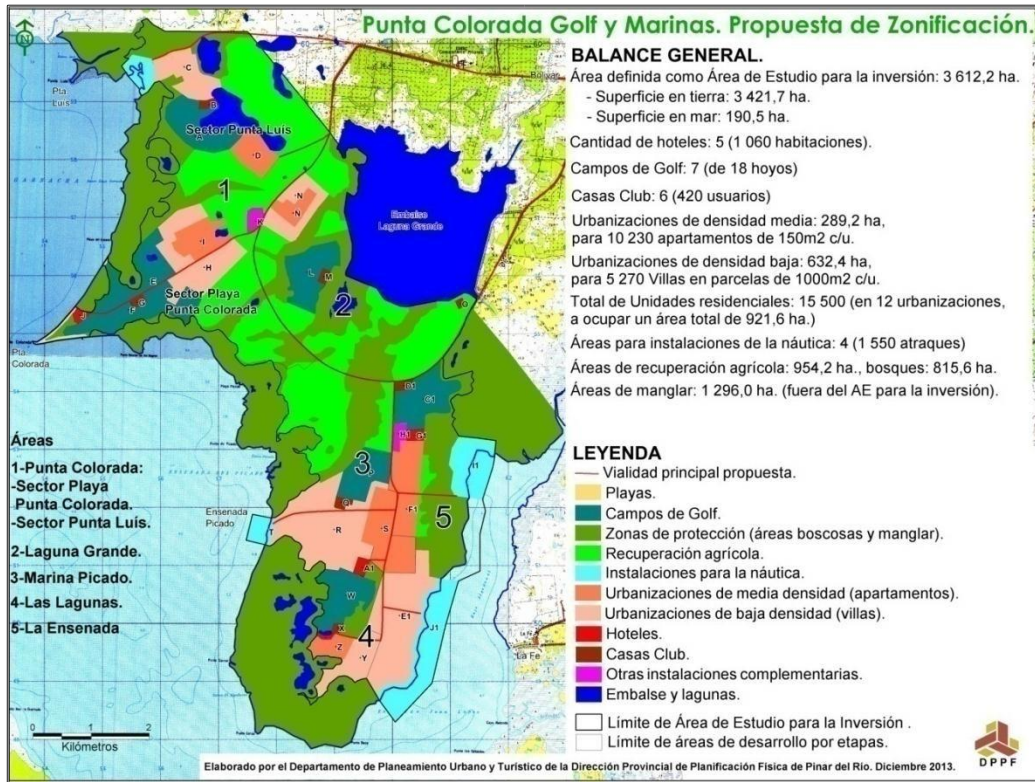 Punta Colorada Golf y Marinas. Propuesta de Zonificación.
BALANCE GENERAL.
Área definida como Área de Estudio para la inversión: 3 612,2 ha.
- Superficie en tierra: 3 421,7 ha.
- Superficie en mar: 190,5 ha.
Cantidad de hoteles: 5 (1 060 habitaciones).
Campos de Golf: 7 (de 18 hoyos)
Casas Club: 6 (420 usuarios)
Urbanizaciones de densidad media: 289,2 ha,
para 10 230 apartamentos de 150m2 c/u.
Urbanizaciones de densidad baja: 632,4 ha,
para 5 270 Villas en parcelas de 1000m2 c/u.
Total de Unidades residenciales: 15 500 (en 12 urbanizaciones,
a ocupar un área total de 921,6 ha.)
Áreas para instalaciones de la náutica: 4 (1 550 atraques)
Áreas de recuperación agrícola: 954,2 ha., bosques: 815,6 ha.
Áreas de manglar: 1 296,0 ha. (fuera del AE para la inversión).
LEYENDA
Vialidad principal propuesta.
Playas.
Campos de Golf.
Zonas de protección (áreas boscosas y manglar).
Recuperación agrícola.
Instalaciones para la náutica.
Urbanizaciones de media densidad (apartamentos).
Urbanizaciones de baja densidad (villas).
Hoteles.
Casas Club.
Otras instalaciones complementarias.
Embalse y lagunas.
Límite de Área de Estudio para la Inversión .
Límite de áreas de desarrollo por etapas.
DPPF
N
Pta
Luis
C
B
A
Sector Punta Luis
D
1
N
N
K
I
H
E
G
F
J
Sector Playa
Punta Colorada
Pta
Colorada
L
M
2
Embalse
Laguna Grande
O
D1
C1
H1
G1
3
I1
5
F1
Ensenada
Picado
T
R
S
A1
W
X
Z
Y
4
E1
J1
La Fe
Áreas
1-Punta Colorada:
-Sector Playa
Punta Colorada.
-Sector Punta Luís.
2-Laguna Grande.
3-Marina Picado.
4-Las Lagunas.
5-La Ensenada
0 1 2
Kilómetros
Elaborado por el Departamento de Planeamiento Urbano y Turístico de la Dirección Provincial de Planificación Física de Pinar del Río. Diciembre 2013.